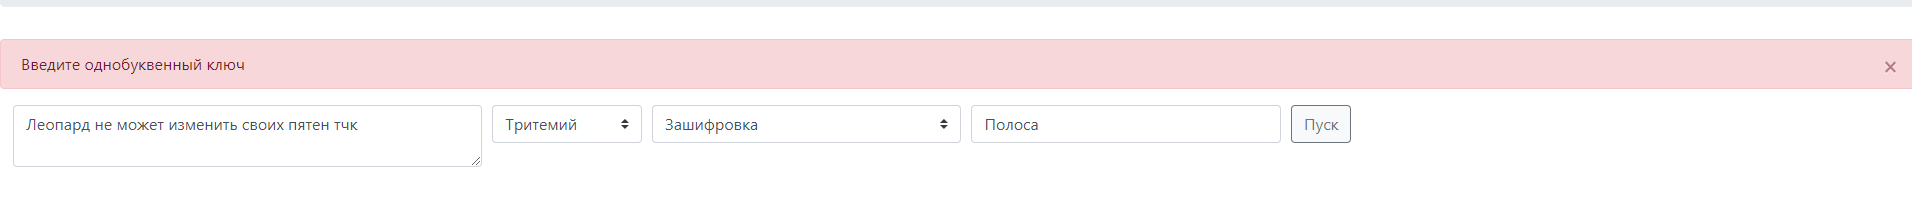 Введите однобуквенный ключ
×
Леопард не может изменить своих пятен тчк
Тритемий
Зашифровка
Полоса
Пуск